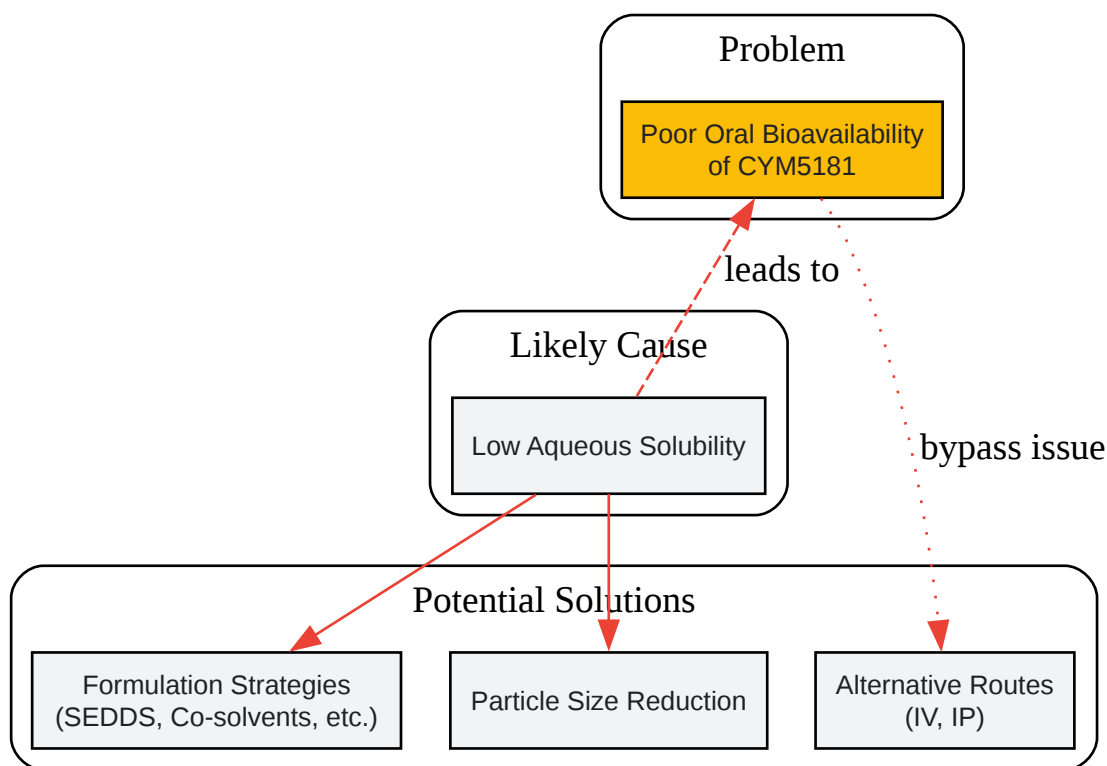 Problem
Poor Oral Bioavailability
of CYM5181
leads to
Likely Cause
Low Aqueous Solubility
bypass issue
Potential Solutions
Formulation Strategies
(SEDDS, Co-solvents, etc.)
Particle Size Reduction
Alternative Routes
(IV, IP)